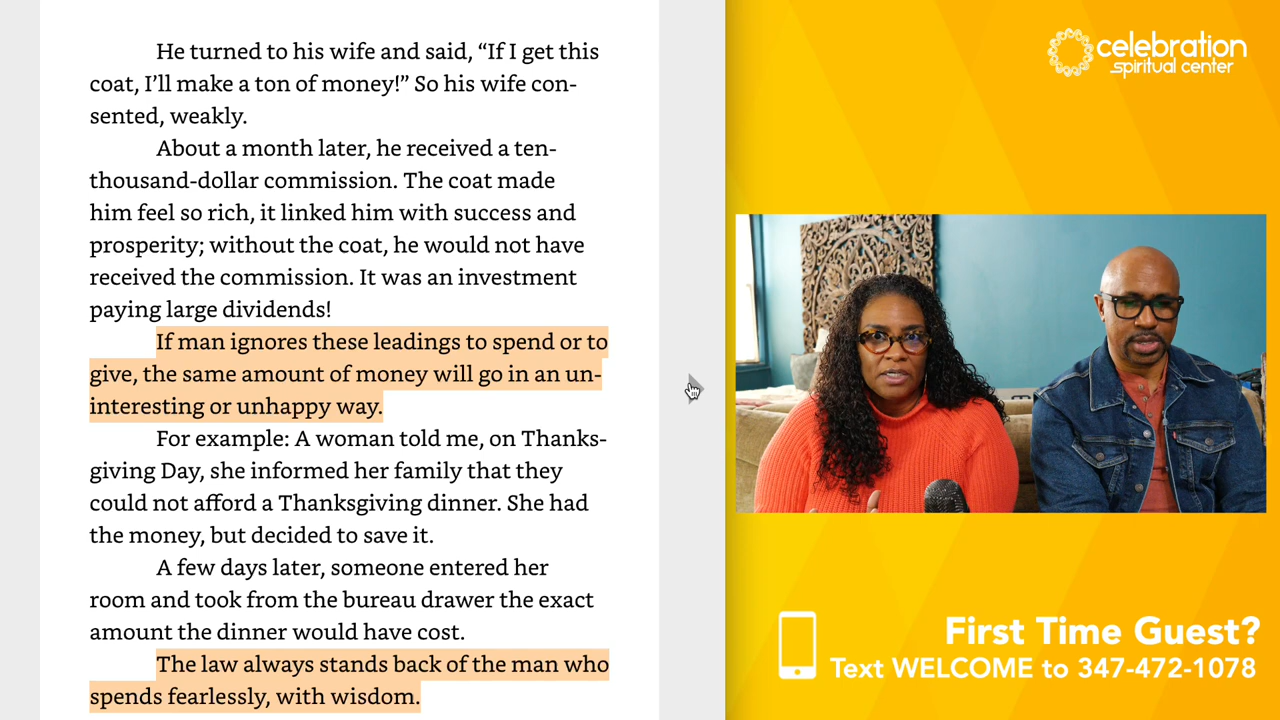 He turned to his wife and said, “If I get this
coat, I’ll make a ton of money!” So his wife con-
sented, weakly.
About a month later, he received a ten-
thousand-dollar commission. The coat made
him feel so rich, it linked him with success and
prosperity; without the coat, he would not have
received the commission. It was an investment
paying large dividends!
If man ignores these leadings to spend or to
give, the same amount of money will go in an un-
interesting or unhappy way.
For example: A woman told me, on Thanks-
giving Day, she informed her family that they
could not afford a Thanksgiving dinner. She had
the money, but decided to save it.
A few days later, someone entered her
room and took from the bureau drawer the exact
amount the dinner would have cost.
The law always stands back of the man who
spends fearlessly, with wisdom.
celebration
spiritual center
First Time Guest?
Text WELCOME to 347-472-1078